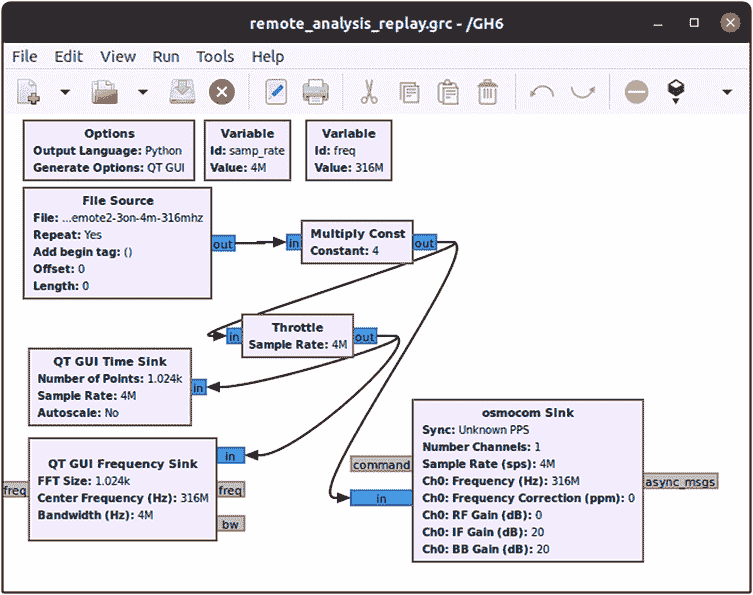 remote_analysis_replay.grc - /GH6
File Edit View Run Tools Help
Options
Output Language: Python
Generate Options: QT GUI
Variable
Id: samp_rate
Value: 4M
Variable
Id: freq
Value: 316M
File Source
File: ...emote2-3on-4m-316mhz
Repeat: Yes
Add begin tag: ()
Offset: 0
Length: 0
out
in
Multiply Const
Constant: 4
out
in
Throttle
Sample Rate: 4M
out
QT GUI Time Sink
Number of Points: 1.024k
Sample Rate: 4M
Autoscale: No
in
QT GUI Frequency Sink
FFT Size: 1.024k
Center Frequency (Hz): 316M
Bandwidth (Hz): 4M
freq
in
freq
bw
osmocom Sink
Sync: Unknown PPS
Number Channels: 1
Sample Rate (sps): 4M
Ch0: Frequency (Hz): 316M
Ch0: Frequency Correction (ppm): 0
Ch0: RF Gain (dB): 0
Ch0: IF Gain (dB): 20
Ch0: BB Gain (dB): 20
command
in
async_msgs